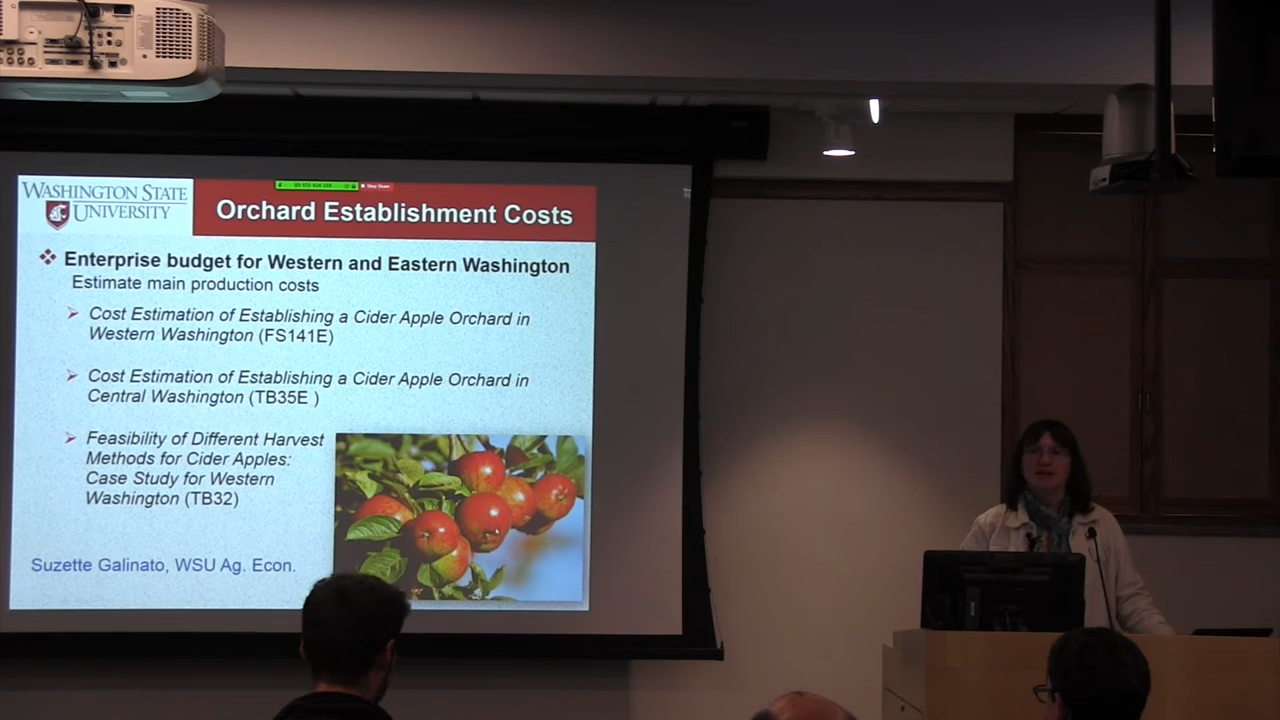 WASHINGTON STATE
UNIVERSITY
Stop Share
Orchard Establishment Costs
Enterprise budget for Western and Eastern Washington
Estimate main production costs
Cost Estimation of Establishing a Cider Apple Orchard in
Western Washington (FS141E)
Cost Estimation of Establishing a Cider Apple Orchard in
Central Washington (TB35E )
Feasibility of Different Harvest
Methods for Cider Apples:
Case Study for Western
Washington (TB32)
Suzette Galinato, WSU Ag. Econ.